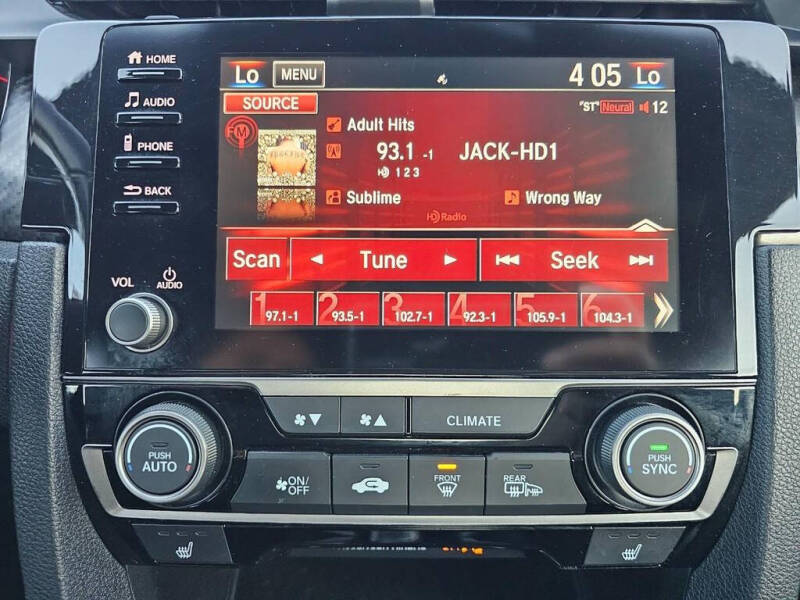 HOME
AUDIO
PHONE
BACK
VOL
AUDIO
Lo MENU 4 05 Lo
SOURCE "ST" Neural 12
FM Adult Hits
93.1 -1 JACK-HD1
HD 1 2 3
Sublime Wrong Way
HD Radio
Scan Tune Seek
1 97.1-1 2 93.5-1 3 102.7-1 4 92.3-1 5 105.9-1 6 104.3-1
CLIMATE
PUSH AUTO
ON/OFF
FRONT
REAR
PUSH SYNC